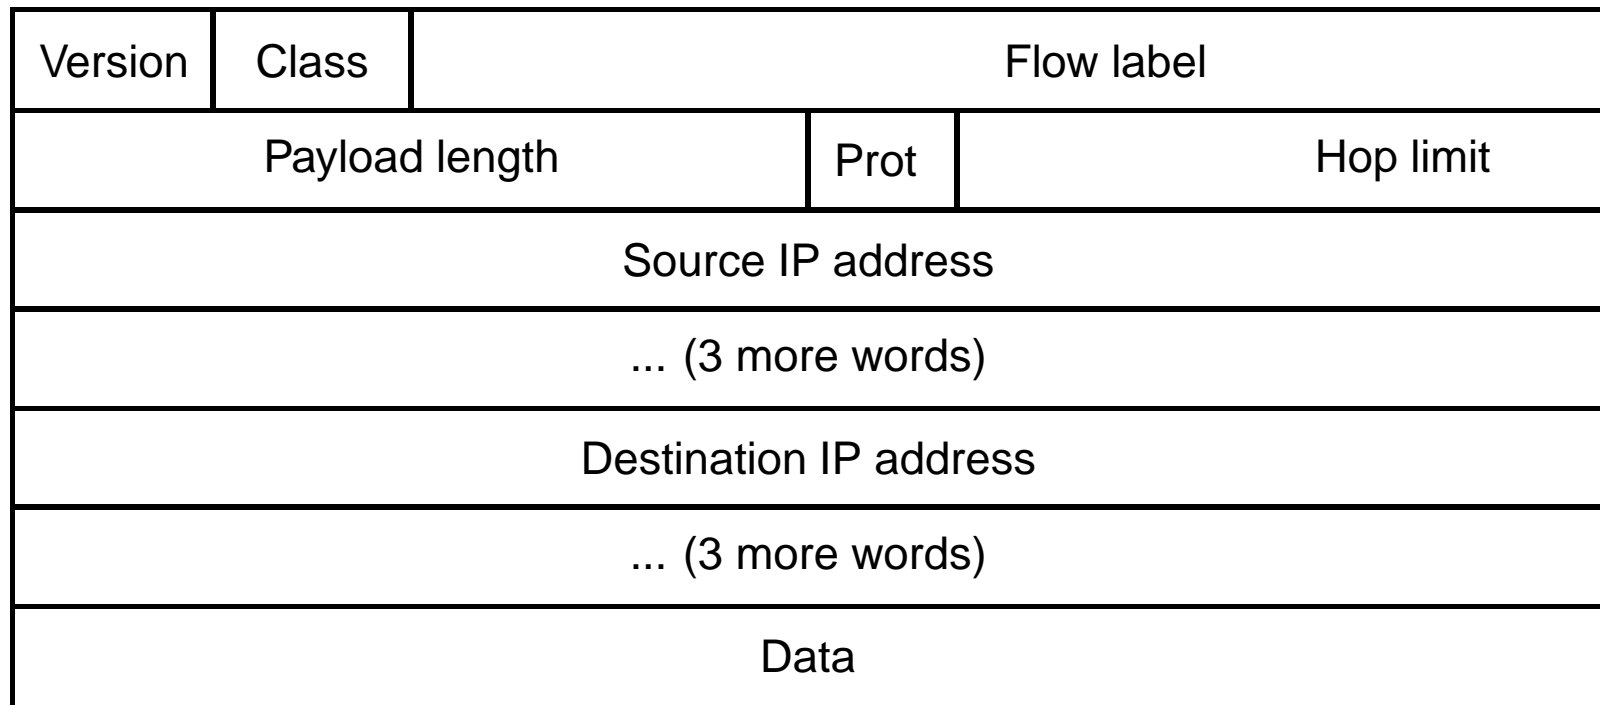 Version Class Flow label
Payload length Prot Hop limit
Source IP address
... (3 more words)
Destination IP address
... (3 more words)
Data